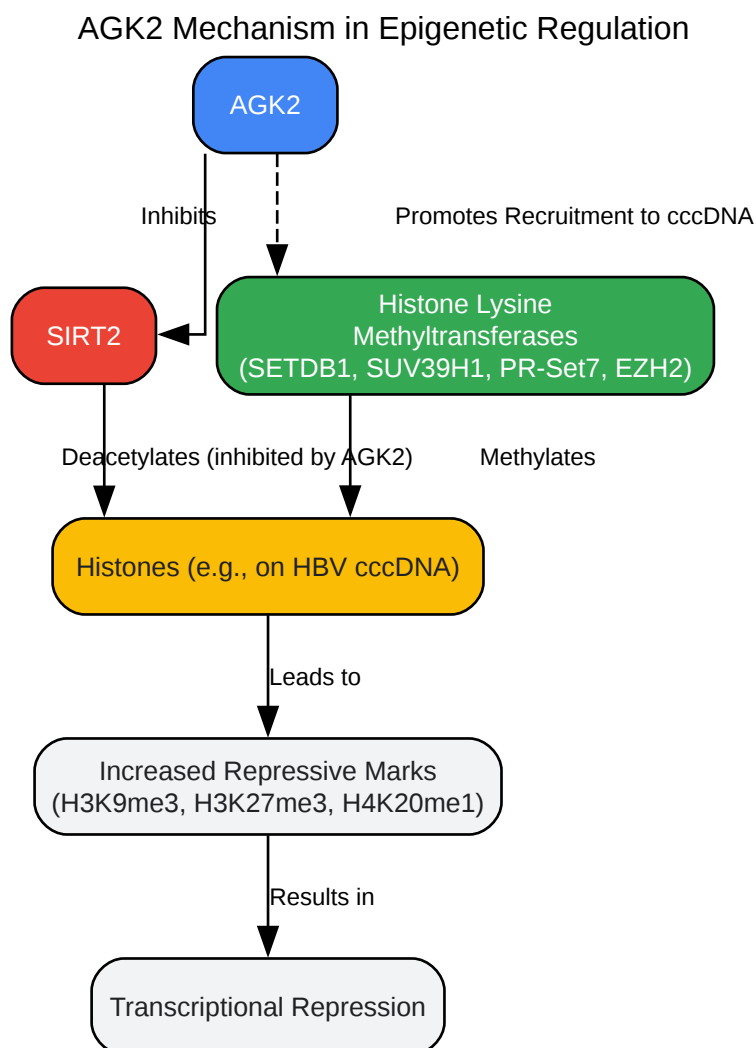 AGK2 Mechanism in Epigenetic Regulation
AGK2
Inhibits
Promotes Recruitment to cccDNA
SIRT2
Histone Lysine
Methyltransferases
(SETDB1, SUV39H1, PR-Set7, EZH2)
Deacetylates (inhibited by AGK2)
Methylates
Histones (e.g., on HBV cccDNA)
Leads to
Increased Repressive Marks
(H3K9me3, H3K27me3, H4K20me1)
Results in
Transcriptional Repression